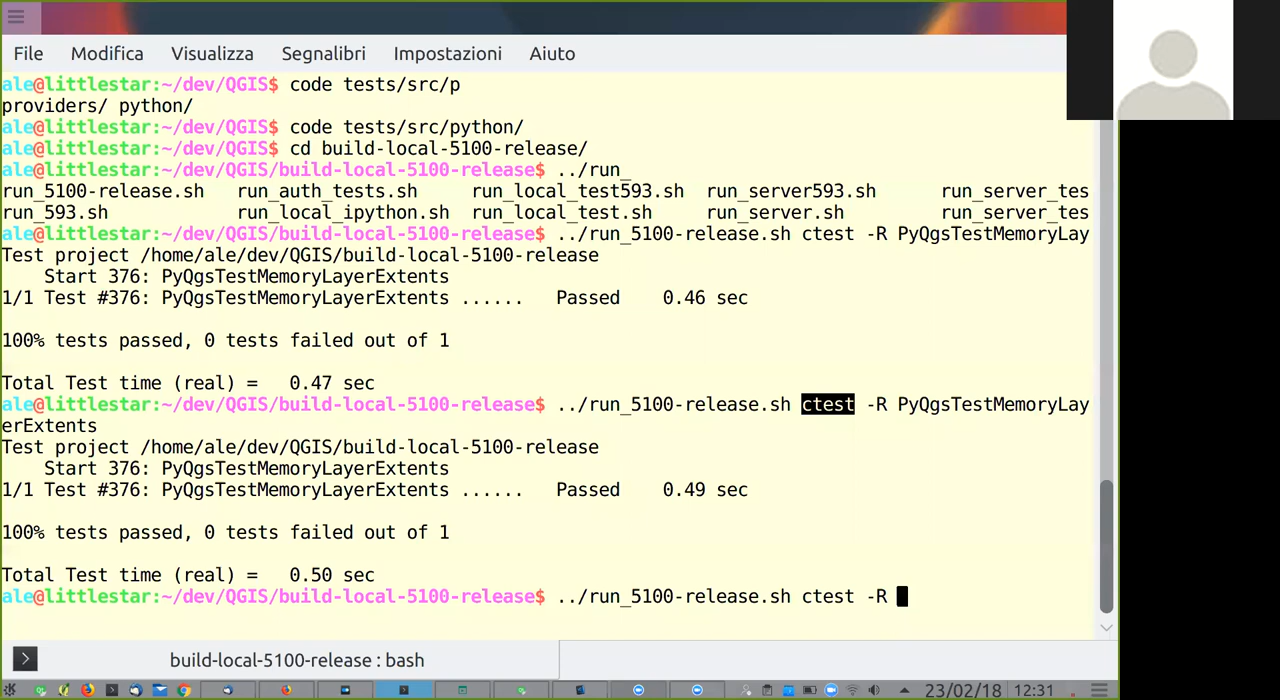 File Modifica Visualizza Segnalibri Impostazioni Aiuto
ale@littlestar:~/dev/QGIS$ code tests/src/p
providers/ python/
ale@littlestar:~/dev/QGIS$ code tests/src/python/
ale@littlestar:~/dev/QGIS$ cd build-local-5100-release/
ale@littlestar:~/dev/QGIS/build-local-5100-release$ ../run_
run_5100-release.sh run_auth_tests.sh run_local_test593.sh run_server593.sh run_server_tes
run_593.sh run_local_ipython.sh run_local_test.sh run_server.sh run_server_tes
ale@littlestar:~/dev/QGIS/build-local-5100-release$ ../run_5100-release.sh ctest -R PyQgsTestMemoryLay
Test project /home/ale/dev/QGIS/build-local-5100-release
Start 376: PyQgsTestMemoryLayerExtents
1/1 Test #376: PyQgsTestMemoryLayerExtents ...... Passed 0.46 sec
100% tests passed, 0 tests failed out of 1
Total Test time (real) = 0.47 sec
ale@littlestar:~/dev/QGIS/build-local-5100-release$ ../run_5100-release.sh ctest -R PyQgsTestMemoryLay
erExtents
Test project /home/ale/dev/QGIS/build-local-5100-release
Start 376: PyQgsTestMemoryLayerExtents
1/1 Test #376: PyQgsTestMemoryLayerExtents ...... Passed 0.49 sec
100% tests passed, 0 tests failed out of 1
Total Test time (real) = 0.50 sec
ale@littlestar:~/dev/QGIS/build-local-5100-release$ ../run_5100-release.sh ctest -R
build-local-5100-release : bash
23/02/18 12:31